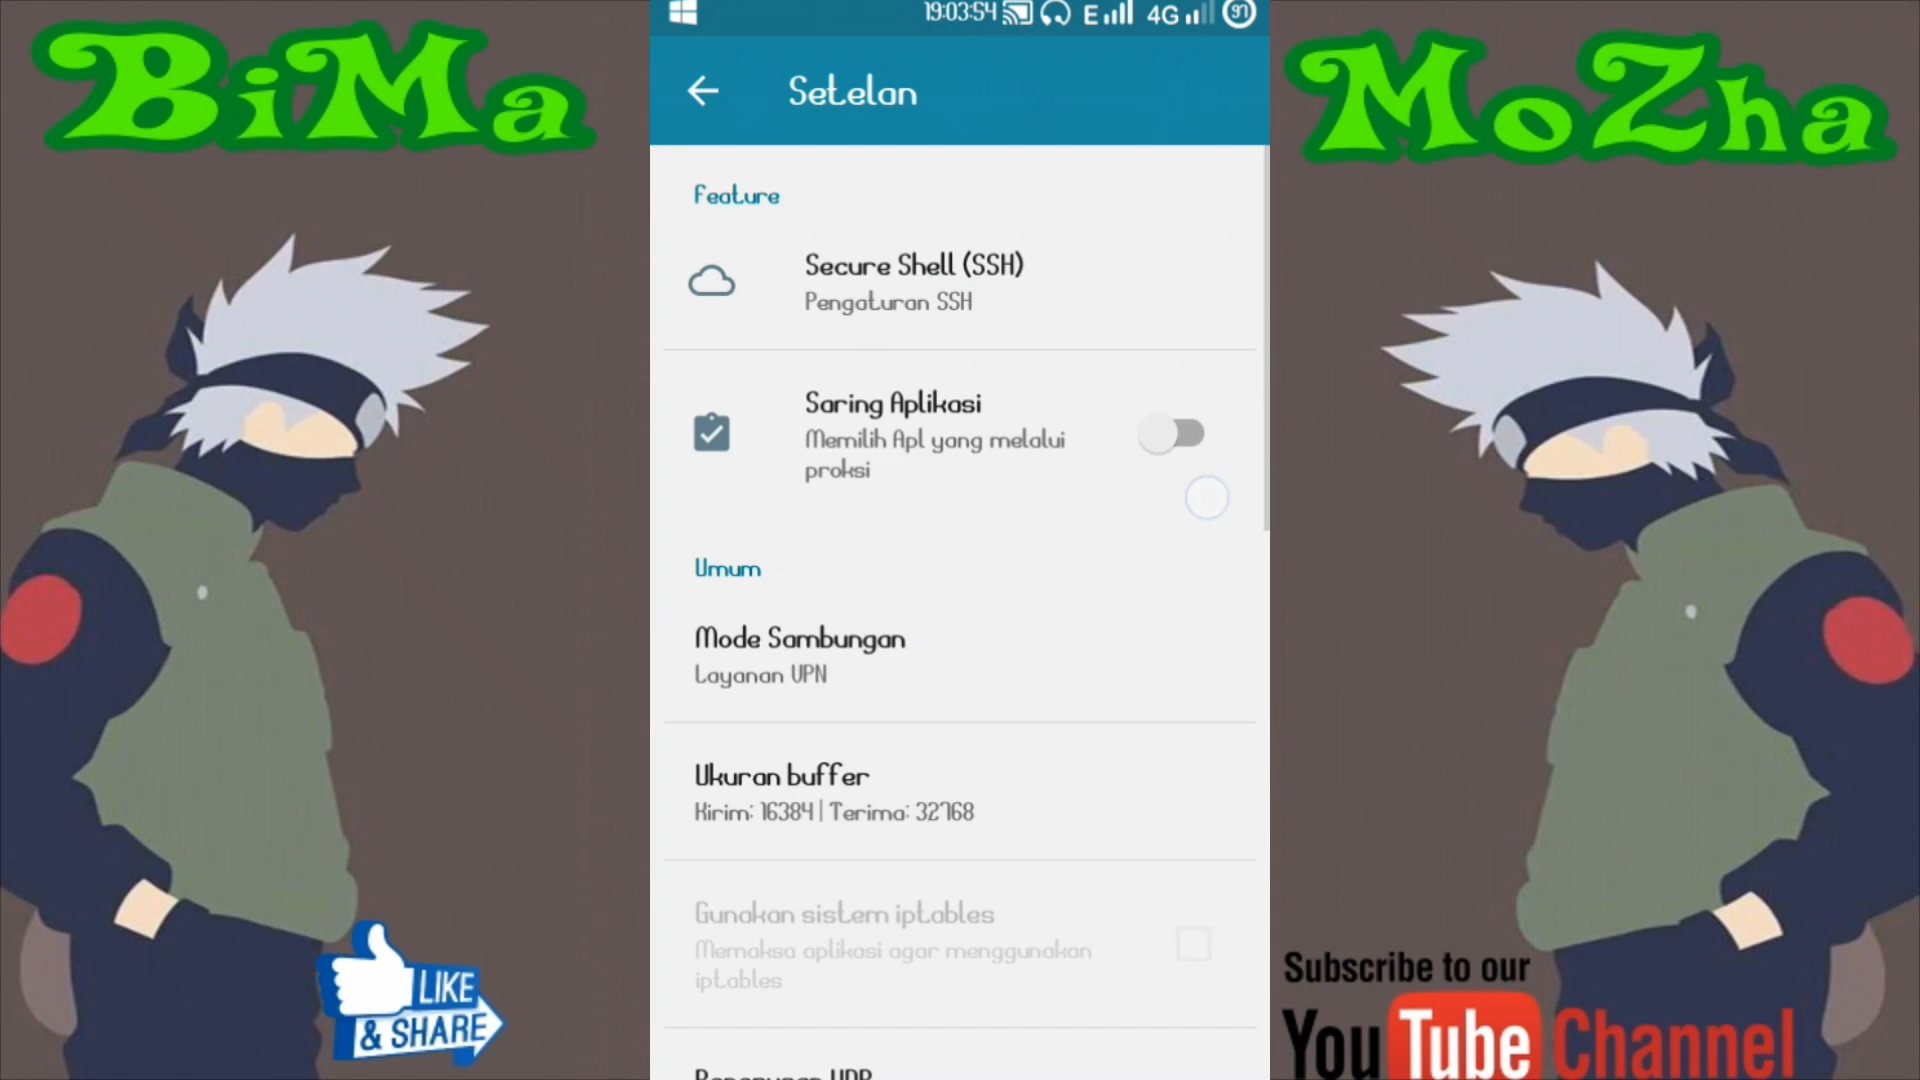 BiMa
MoZha
19:03:54 E 4G 97
Setelan
Feature
Secure Shell (SSH)
Pengaturan SSH
Saring Aplikasi
Memilih Apl yang melalui
proksi
Umum
Mode Sambungan
Layanan VPN
Ukuran buffer
Kirim: 16384 | Terima: 32768
Gunakan sistem iptables
Memaksa aplikasi agar menggunakan
iptables
UDP
LIKE
& SHARE
Subscribe to our
YouTube Channel